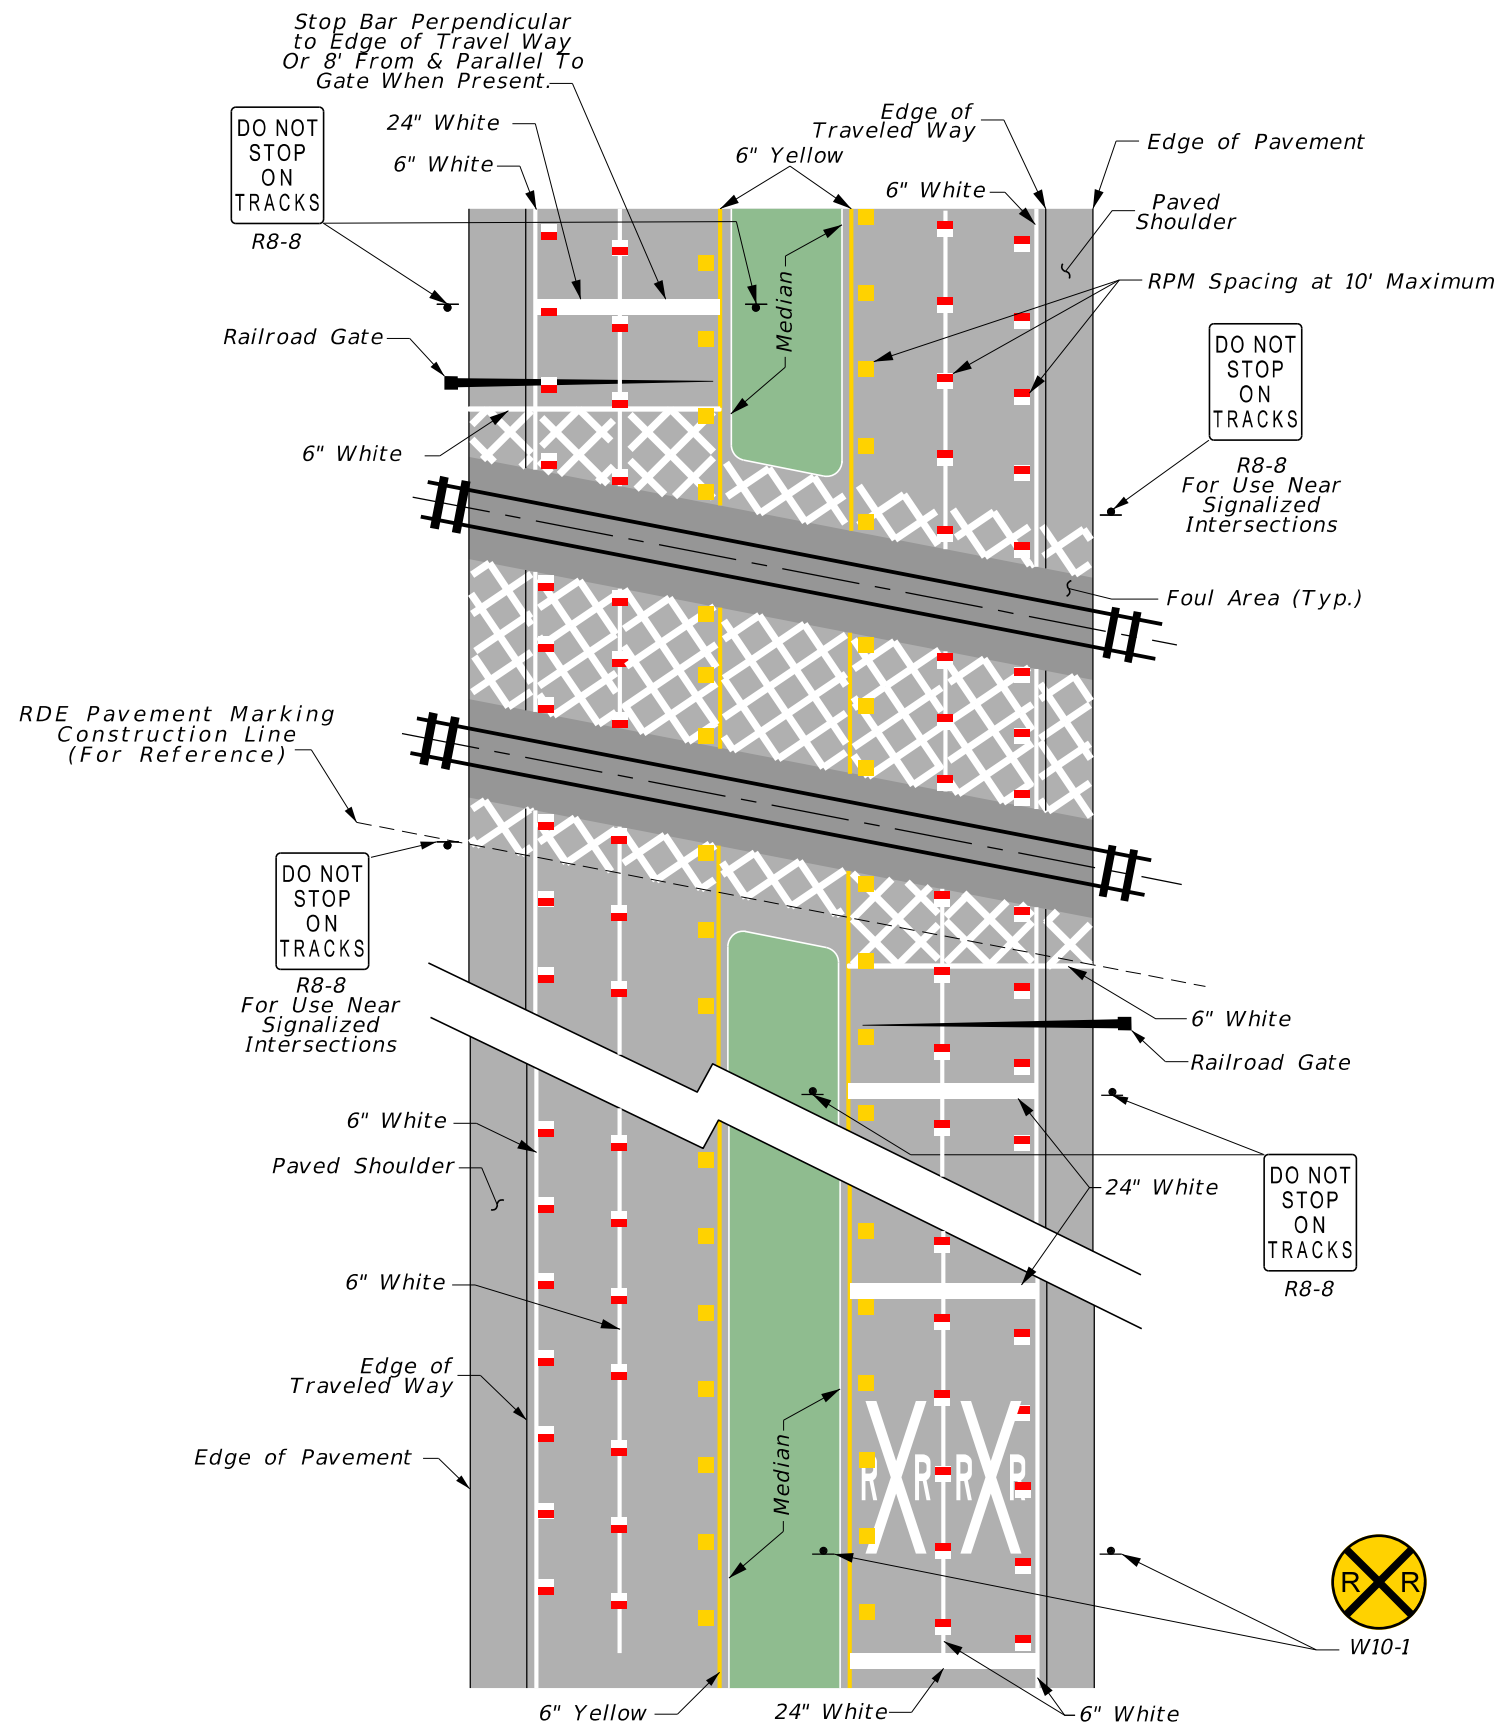 Stop Bar Perpendicular
to Edge of Travel Way
Or 8' From & Parallel To
Gate When Present.
DO NOT
STOP
ON
TRACKS
R8-8
24" White
6" White
6" Yellow
Edge of
Traveled Way
6" White
Edge of Pavement
Paved
Shoulder
Median
RPM Spacing at 10' Maximum
Railroad Gate
6" White
DO NOT
STOP
ON
TRACKS
R8-8
For Use Near
Signalized
Intersections
Foul Area (Typ.)
RDE Pavement Marking
Construction Line
(For Reference)
DO NOT
STOP
ON
TRACKS
R8-8
For Use Near
Signalized
Intersections
6" White
Railroad Gate
6" White
Paved Shoulder
24" White
DO NOT
STOP
ON
TRACKS
R8-8
6" White
Edge of
Traveled Way
Edge of Pavement
Median
R R R R
R R
W10-1
6" Yellow
24" White
6" White